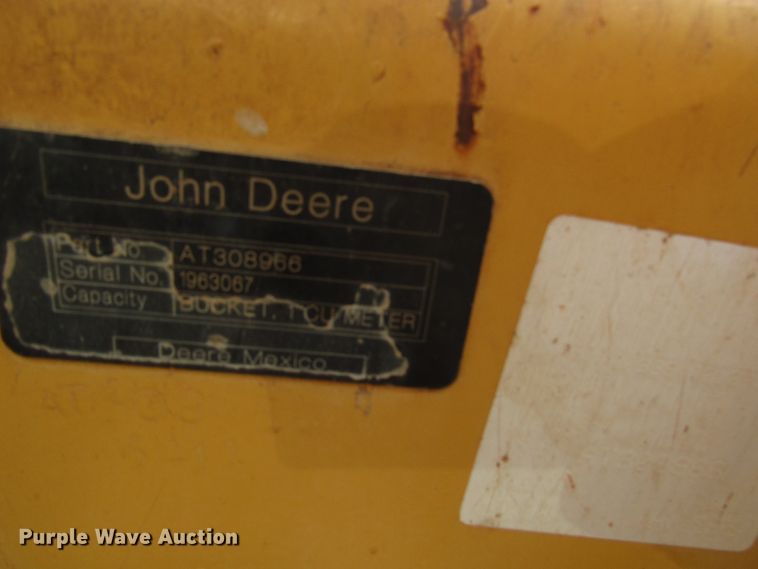 John Deere
Part No. AT308966
Serial No. 1963067
Capacity BUCKET, 1 CU METER
Deere Mexico
Purple Wave Auction